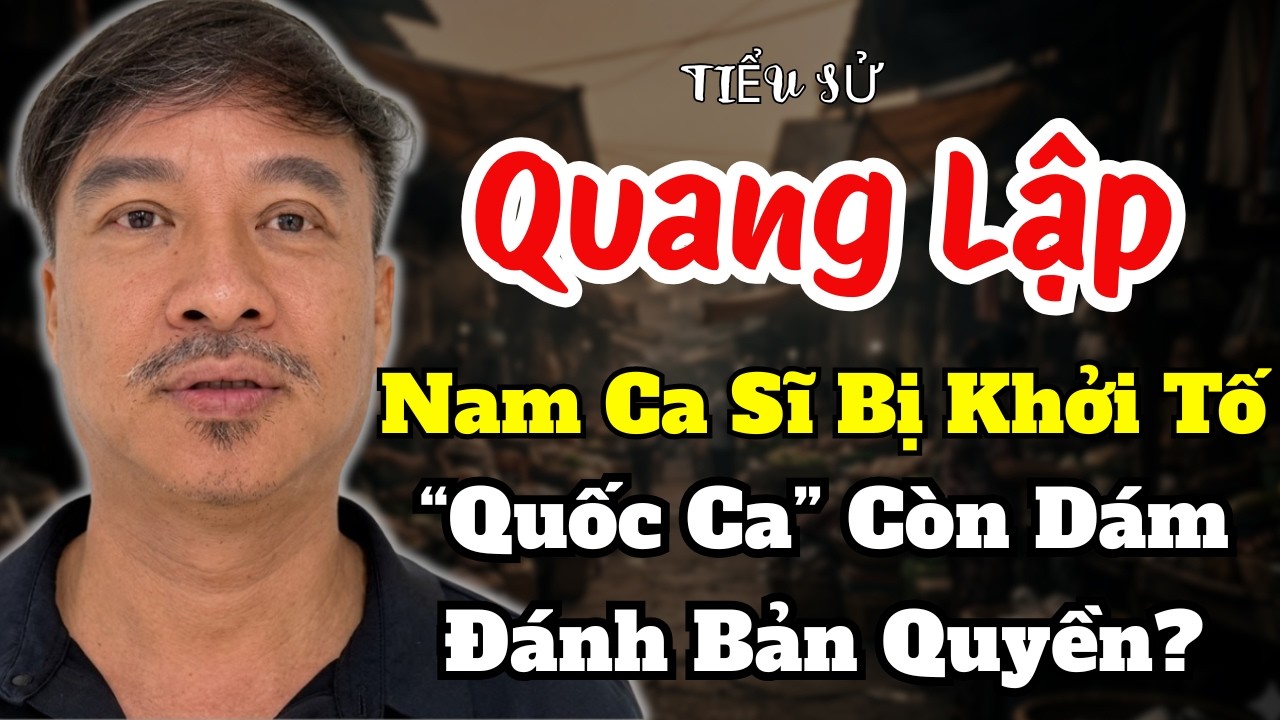 TIỂU SỬ
Quang Lập
Nam Ca Sĩ Bị Khởi Tố
“Quốc Ca” Còn Dám
Đánh Bản Quyền?